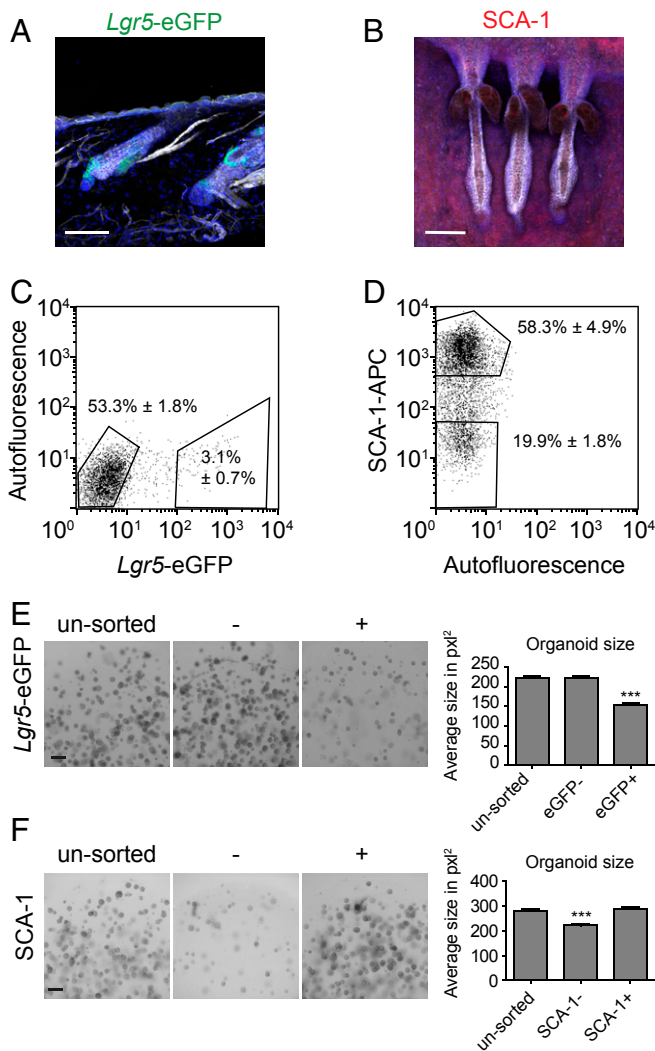 A
Lgr5-eGFP
B
SCA-1
C
Autofluorescence
10⁴
10³
10²
10¹
53.3% ± 1.8%
3.1%
± 0.7%
10⁰ 10¹ 10² 10³ 10⁴
Lgr5-eGFP
D
SCA-1-APC
10⁴
10³
10²
10¹
58.3% ± 4.9%
19.9% ± 1.8%
10⁰ 10¹ 10² 10³ 10⁴
Autofluorescence
E
un-sorted - +
Lgr5-eGFP
Organoid size
Average size in pxl²
200
250
150
100
50
0
***
un-sorted eGFP- eGFP+
F
un-sorted - +
SCA-1
Organoid size
Average size in pxl²
400
300
200
100
0
***
un-sorted SCA-1- SCA-1+